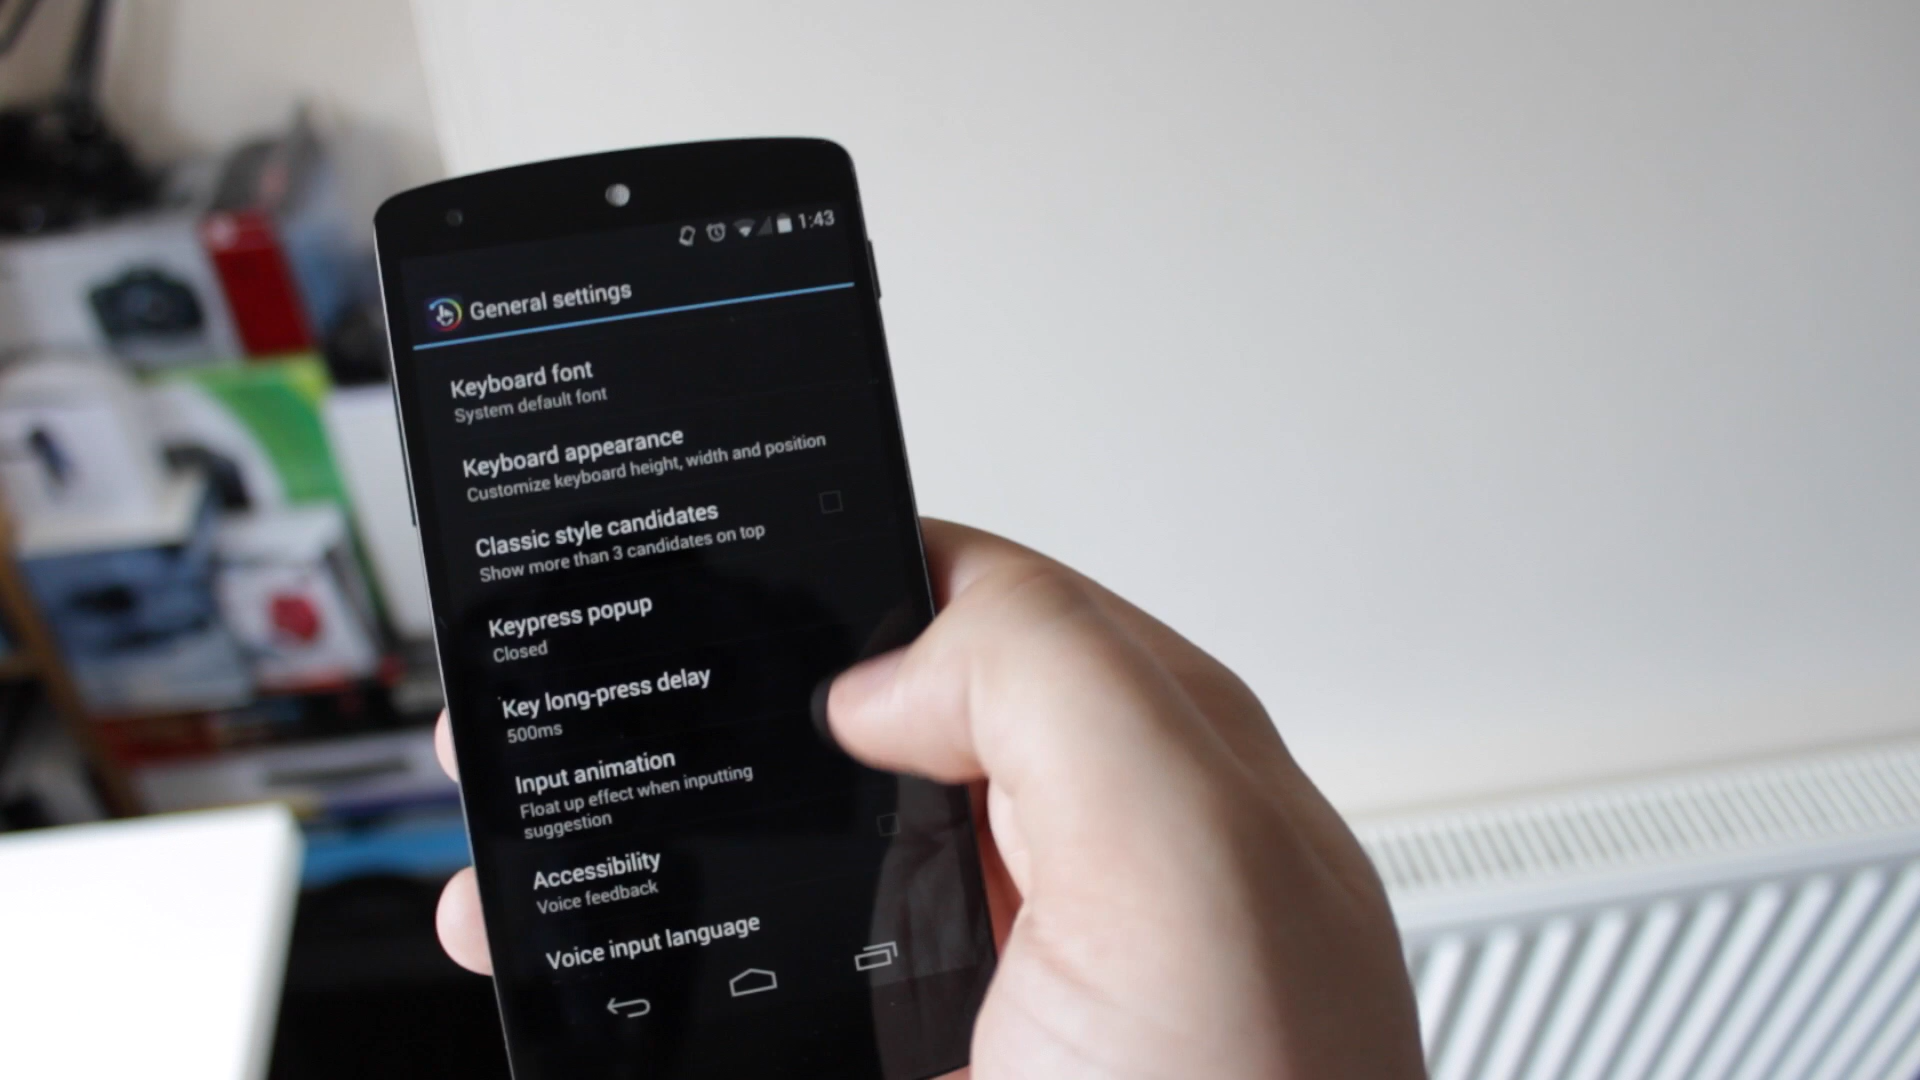 1:43
General settings
Keyboard font
System default font
Keyboard appearance
Customize keyboard height, width and position
Classic style candidates
Show more than 3 candidates on top
Keypress popup
Closed
Key long-press delay
500ms
Input animation
Float up effect when inputting
suggestion
Accessibility
Voice feedback
Voice input language